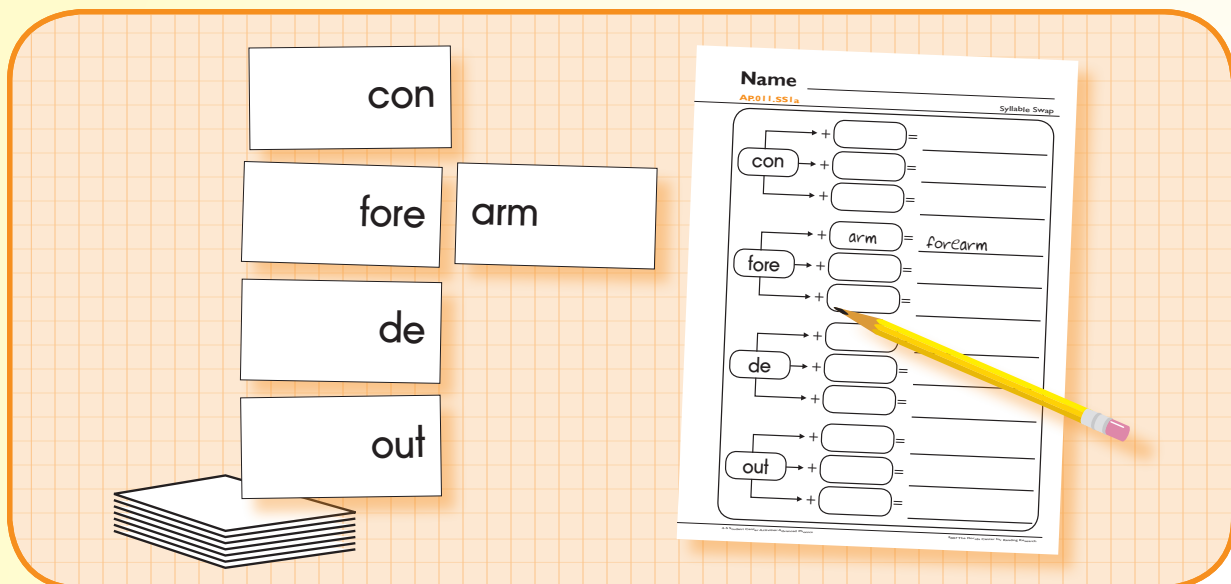 con
fore arm
de
out
Name
AP.011.SS1a
Syllable Swap
+ =
con + =
+ =
+ arm = forearm
fore + =
+ =
+
de + =
+ =
+ =
out + =
+ =